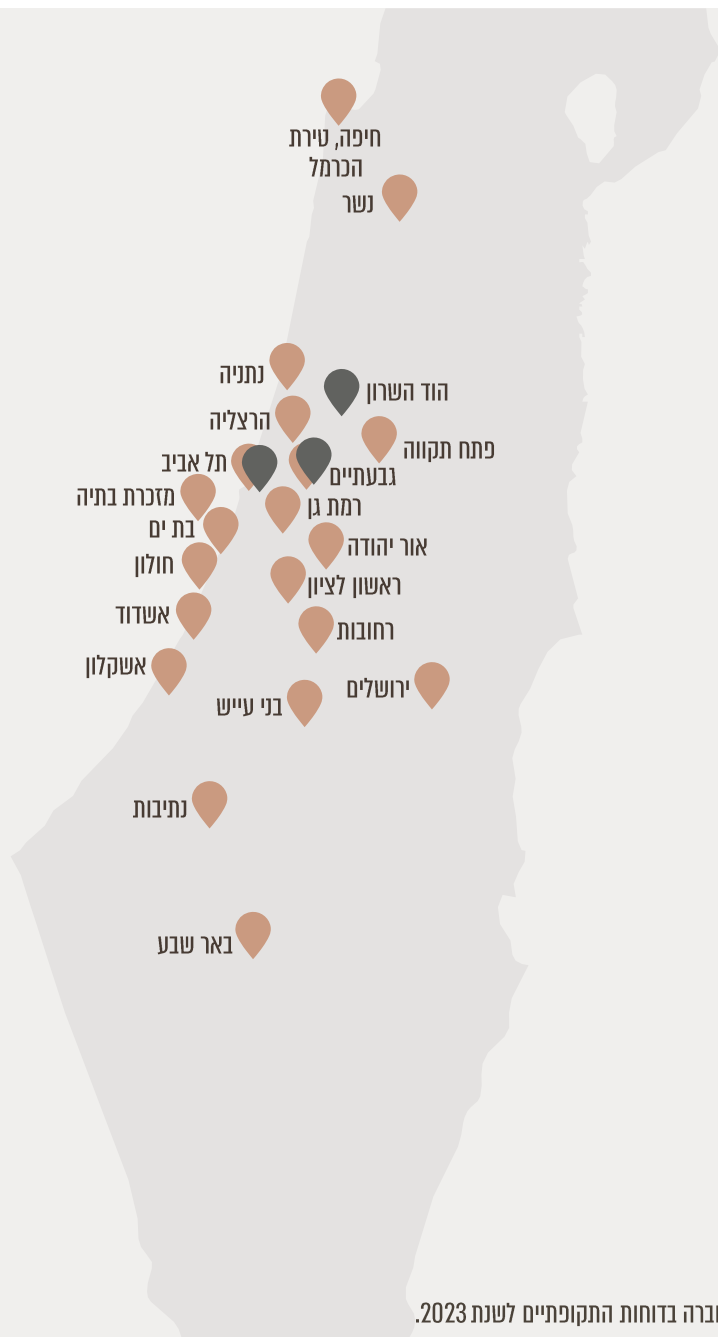 חיפה, טירת
הכרמל
נשר
נתניה
הוד השרון
הרצליה
פתח תקווה
תל אביב
גבעתיים
מזכרת בתיה
רמת גן
בת ים
אור יהודה
חולון
ראשון לציון
אשדוד
רחובות
אשקלון
ירושלים
בני עייש
נתיבות
באר שבע
בדוחות התקופתיים לשנת 2023.